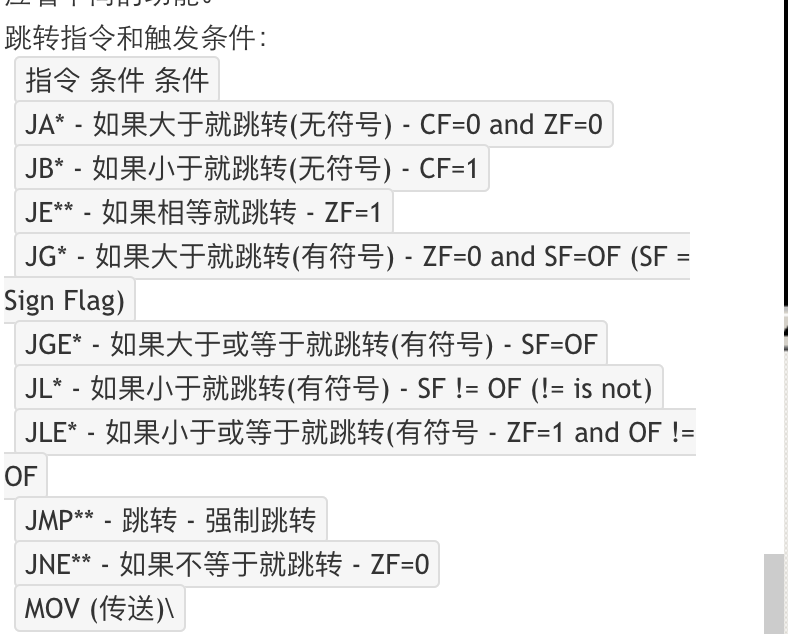 跳转指令和触发条件：
指令 条件 条件
JA* - 如果大于就跳转(无符号) - CF=0 and ZF=0
JB* - 如果小于就跳转(无符号) - CF=1
JE** - 如果相等就跳转 - ZF=1
JG* - 如果大于就跳转(有符号) - ZF=0 and SF=OF (SF =
Sign Flag)
JGE* - 如果大于或等于就跳转(有符号) - SF=OF
JL* - 如果小于就跳转(有符号) - SF != OF (!= is not)
JLE* - 如果小于或等于就跳转(有符号 - ZF=1 and OF !=
OF
JMP** - 跳转 - 强制跳转
JNE** - 如果不等于就跳转 - ZF=0
MOV (传送)\